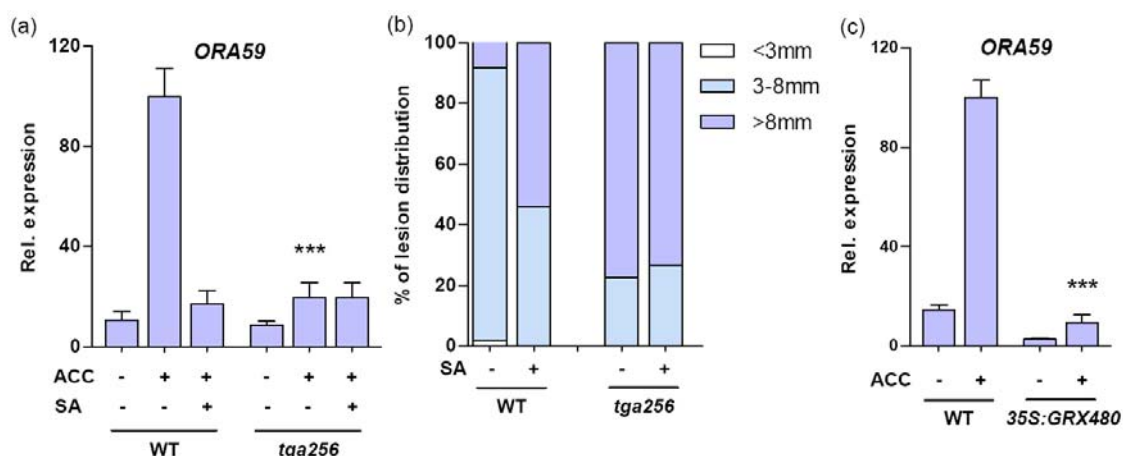 (a)
ORA59
Rel. expression
120
80
40
0
ACC - + + - + +
SA - - + - - +
***
WT tga256
(b)
% of lesion distribution
100
80
60
40
20
0
SA - + - +
WT tga256
<3mm
3-8mm
>8mm
(c)
ORA59
Rel. expression
120
80
40
0
***
ACC - + - +
WT 35S:GRX480